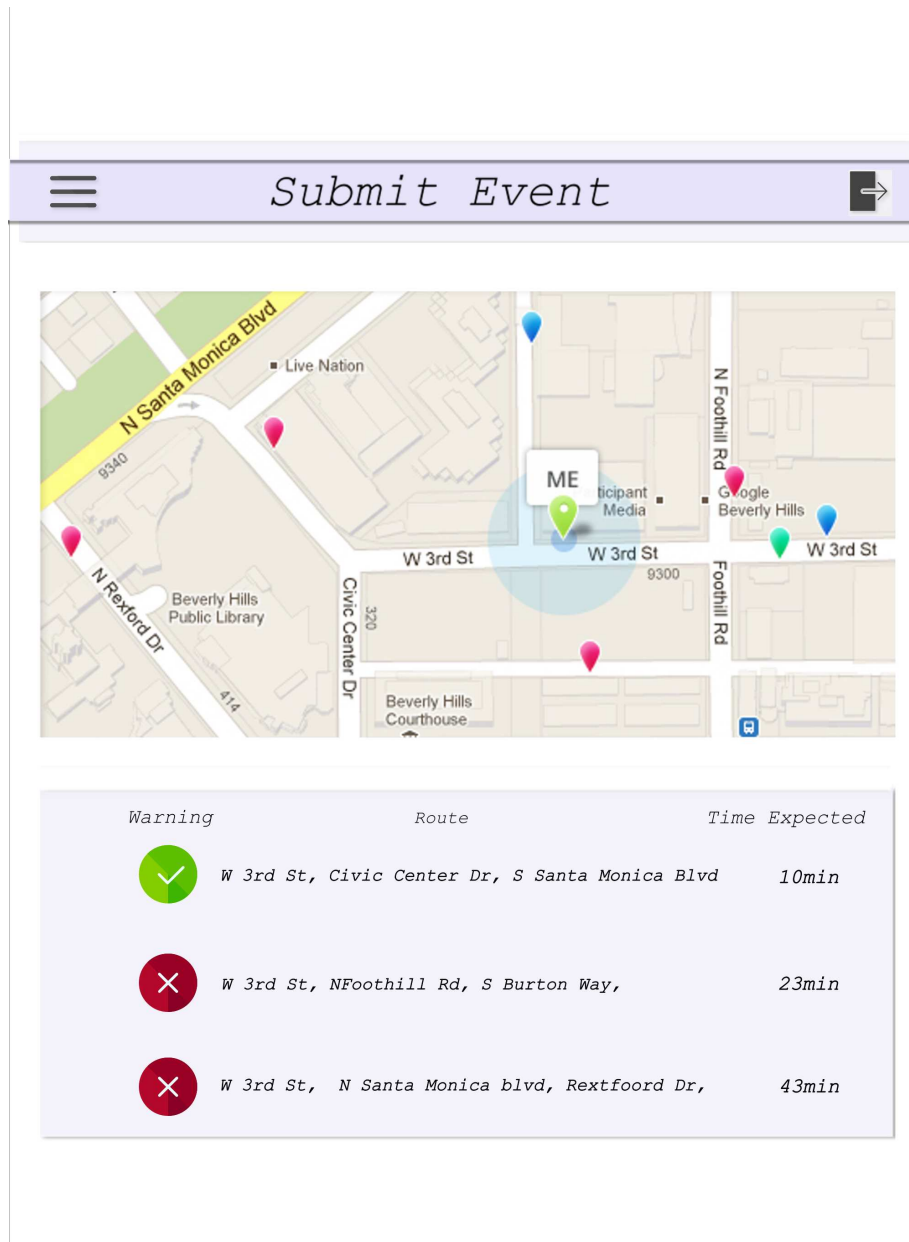 Submit Event
N Santa Monica Blvd
Live Nation
9340
N Foothill Rd
ME
Media
Beverly Hills
W 3rd St
W 3rd St
W 3rd St
9300
N Rexford Dr
Beverly Hills
Public Library
Civic Center Dr
320
Foothill Rd
414
Beverly Hills
Courthouse
Warning Route Time Expected
W 3rd St, Civic Center Dr, S Santa Monica Blvd 10min
W 3rd St, NFoothill Rd, S Burton Way, 23min
W 3rd St, N Santa Monica blvd, Rextfoord Dr, 43min